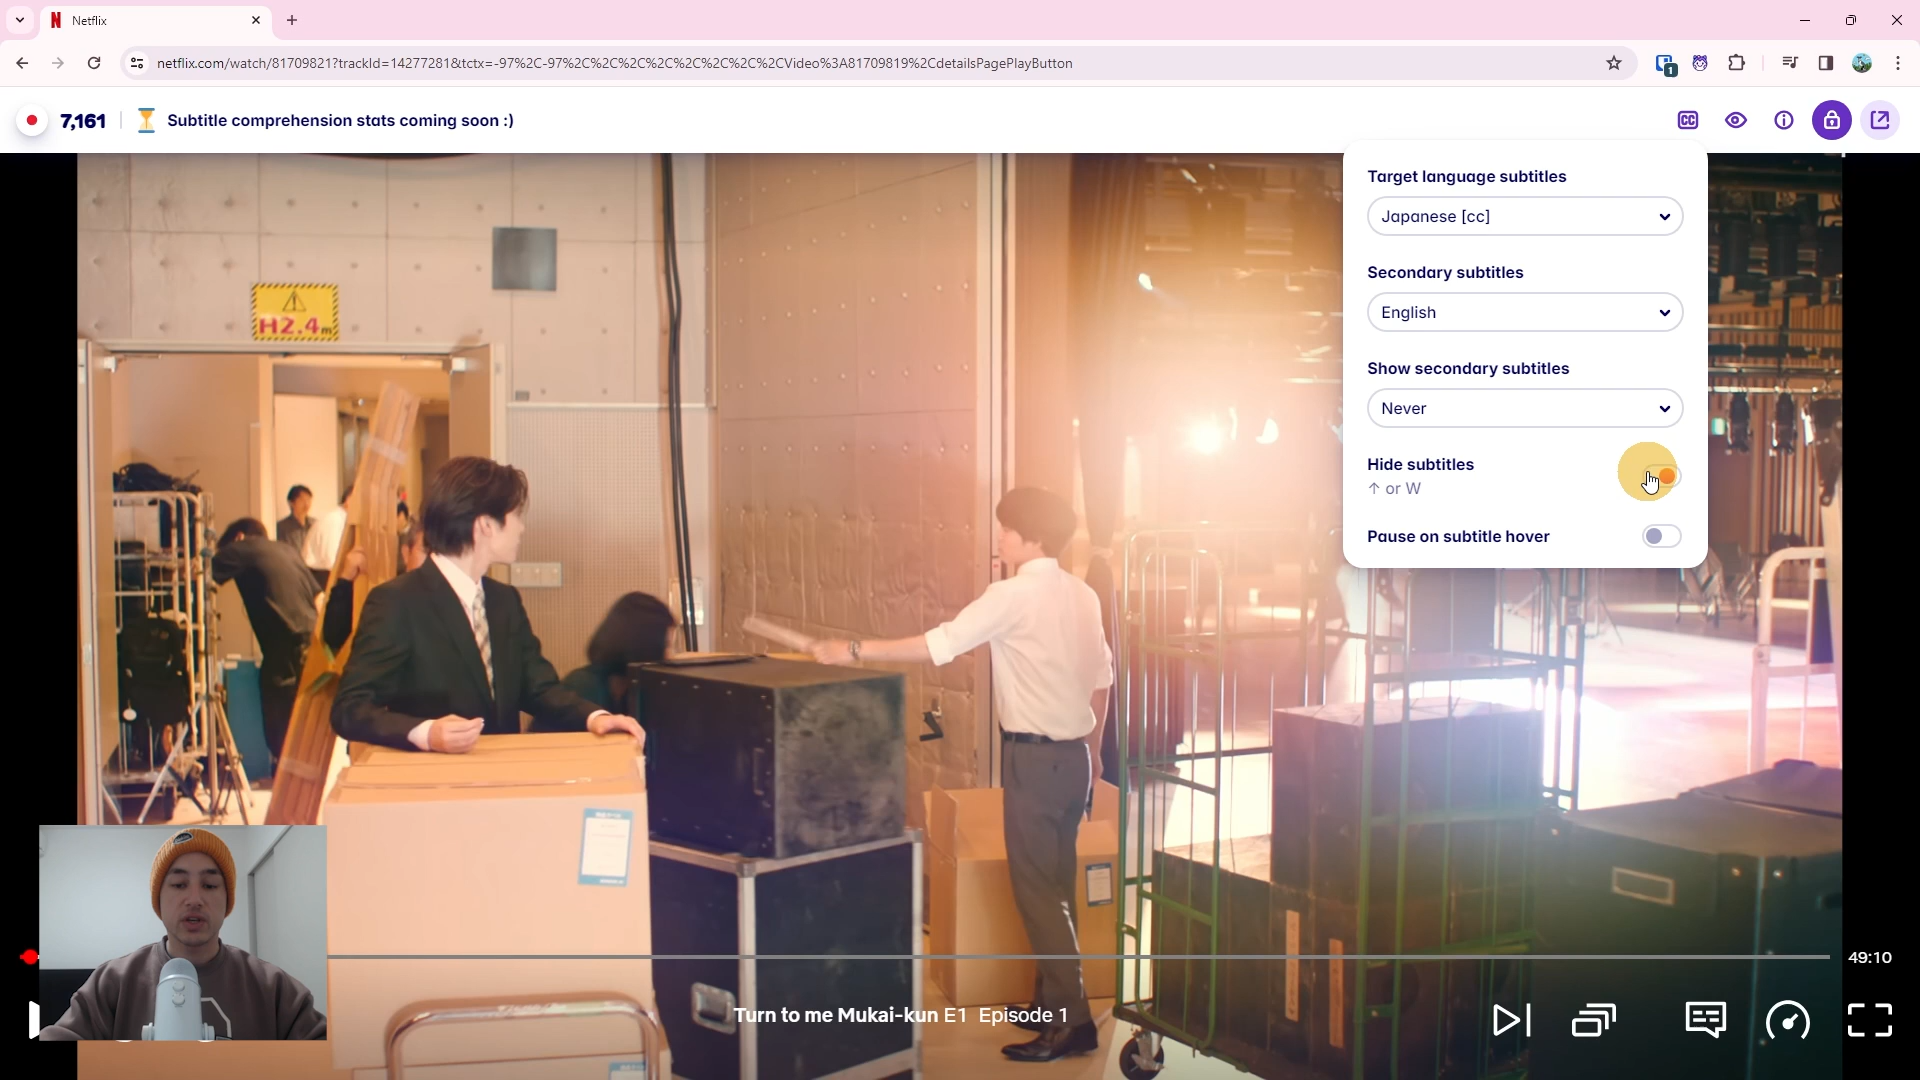 Netflix
netflix.com/watch/81709821?trackId=14277281&tctx=-97%2C-97%2C%2C%2C%2C%2C%2C%2C%2C%2CVideo%3A81709819%2CdetailsPagePlayButton
1
7,161
Subtitle comprehension stats coming soon :)
CC
Target language subtitles
Japanese [cc]
Secondary subtitles
English
Show secondary subtitles
Never
Hide subtitles
↑ or W
Pause on subtitle hover
H2.4m
49:10
Turn to me Mukai-kun E1 Episode 1